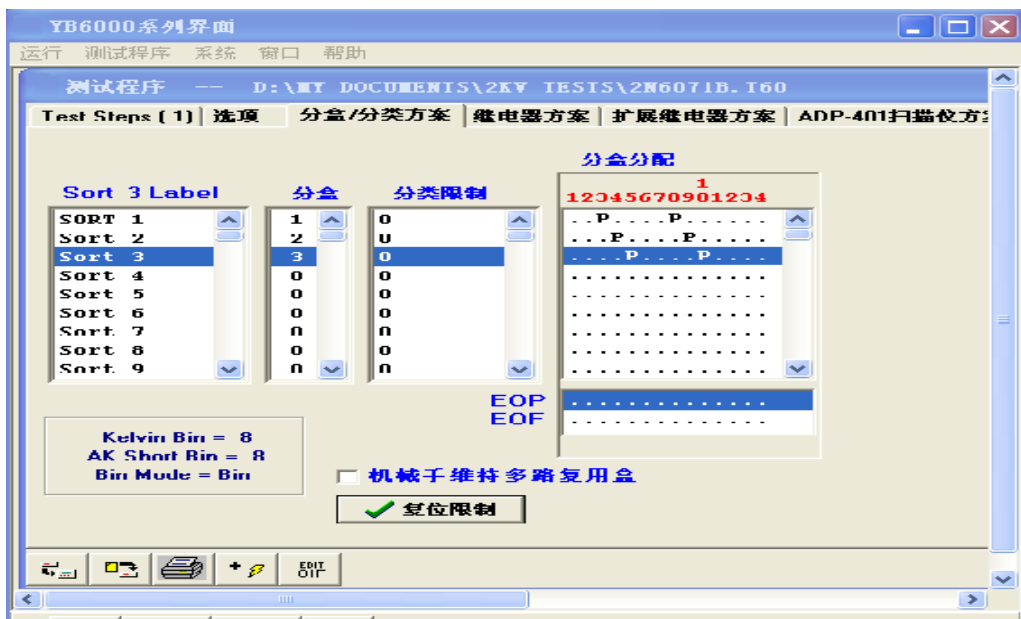 YB6000系列界面
运行 测试程序 系统 窗口 帮助
测试程序 -- D:\MY DOCUMENTS\2KV TESTS\2N6071B.T60
Test Steps ( 1) 选项 分盒/分类方案 继电器方案 扩展继电器方案 ADP-401扫描仪方
分盒分配
Sort 3 Label 分盒 分类限制
1
12345670901234
SORT 1 1 0 ..P....P......
Sort 2 2 0 ...P....P.....
Sort 3 3 0 ....P....P....
Sort 4 0 0 ..............
Sort 5 0 0 ..............
Sort 6 0 0 ..............
Sort 7 0 0 ..............
Sort 8 0 0 ..............
Sort 9 0 0 ..............
EOP ..............
EOF ..............
Kelvin Bin = 8
AK Short Bin = 8
Bin Mode = Bin
机械手维持多路复用盒
复位限制
EDIT